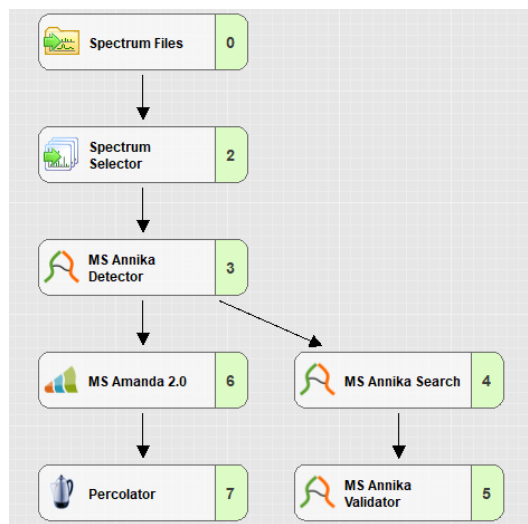 Spectrum Files
0
Spectrum
Selector
2
MS Annika
Detector
3
MS Amanda 2.0
6
MS Annika Search
4
Percolator
7
MS Annika
Validator
5